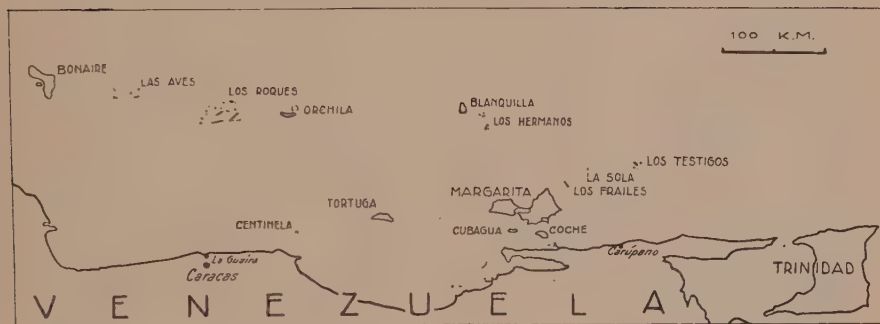 100 K.M.
BONAIRE
LAS AVES
LOS ROQUES
ORCHILA
BLANQUILLA
LOS HERMANOS
LOS TESTIGOS
LA SOLA
LOS FRAILES
MARGARITA
TORTUGA
CENTINELA
CUBAGUA
COCHE
Carúpano
La Guaira
Caracas
TRINIDAD
VENEZUELA